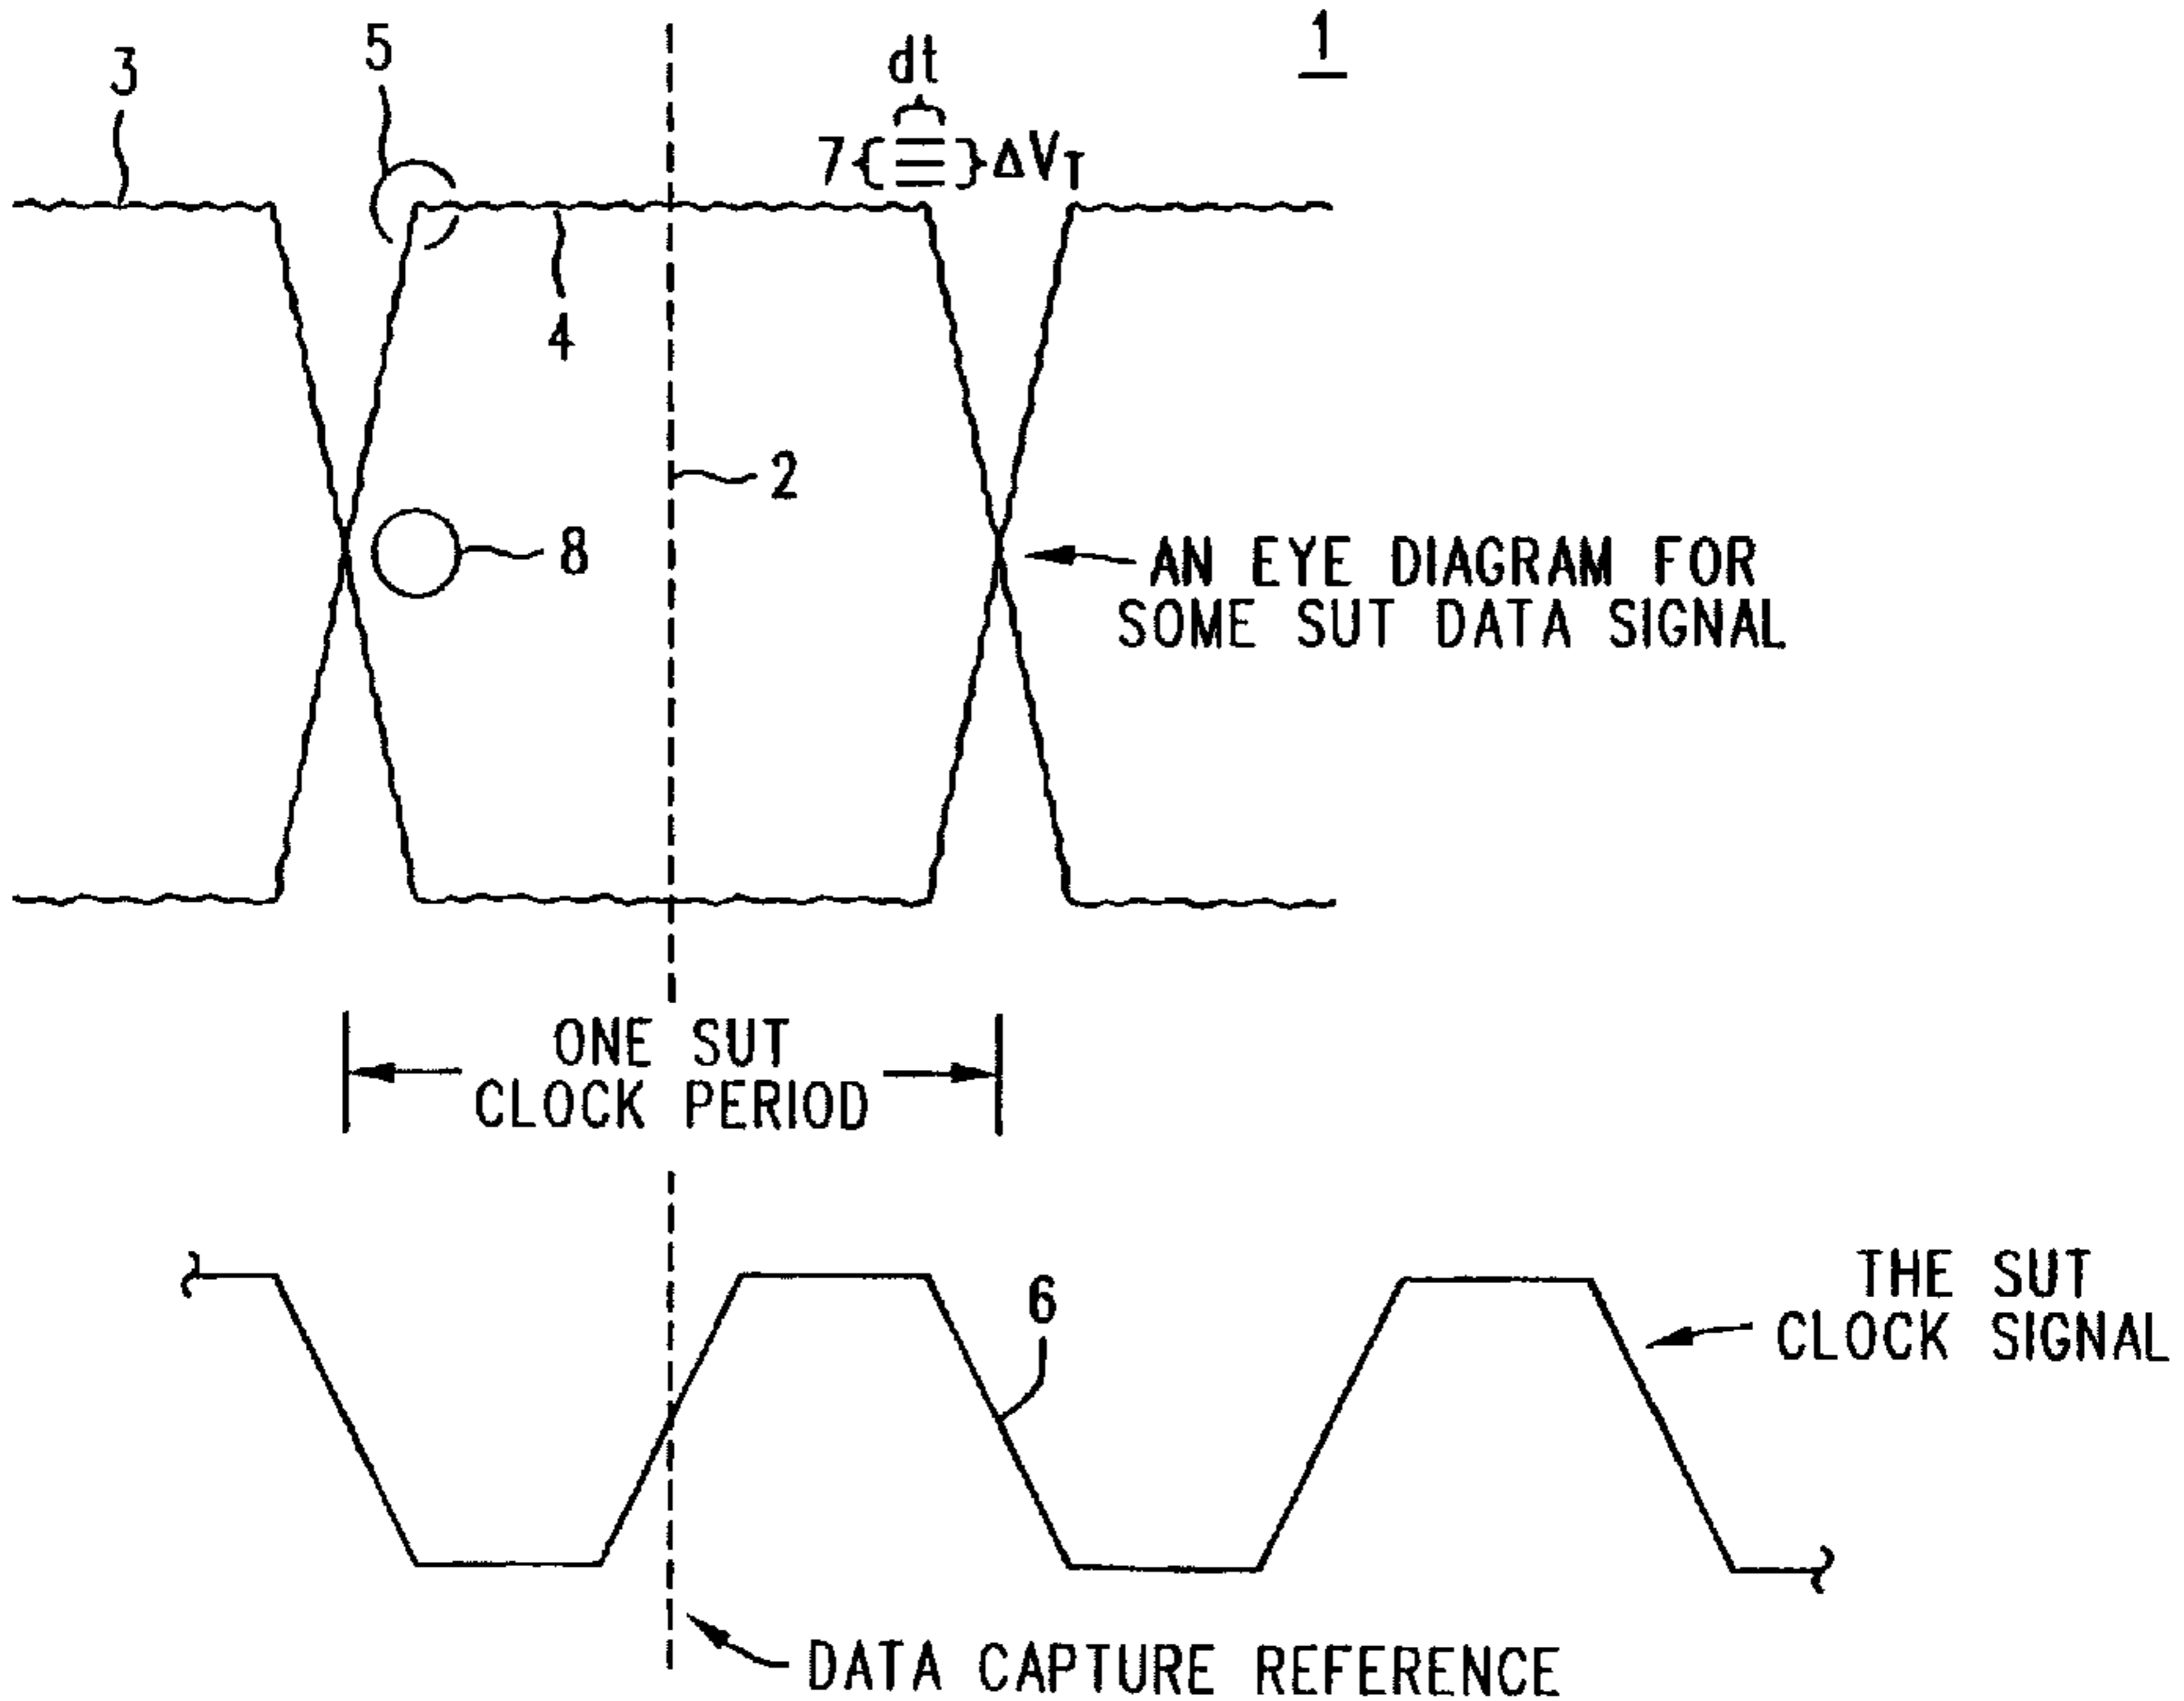 1
5
3
dt
7
ΔVT
4
2
8
AN EYE DIAGRAM FOR
SOME SUT DATA SIGNAL
ONE SUT
CLOCK PERIOD
6
THE SUT
CLOCK SIGNAL
DATA CAPTURE REFERENCE